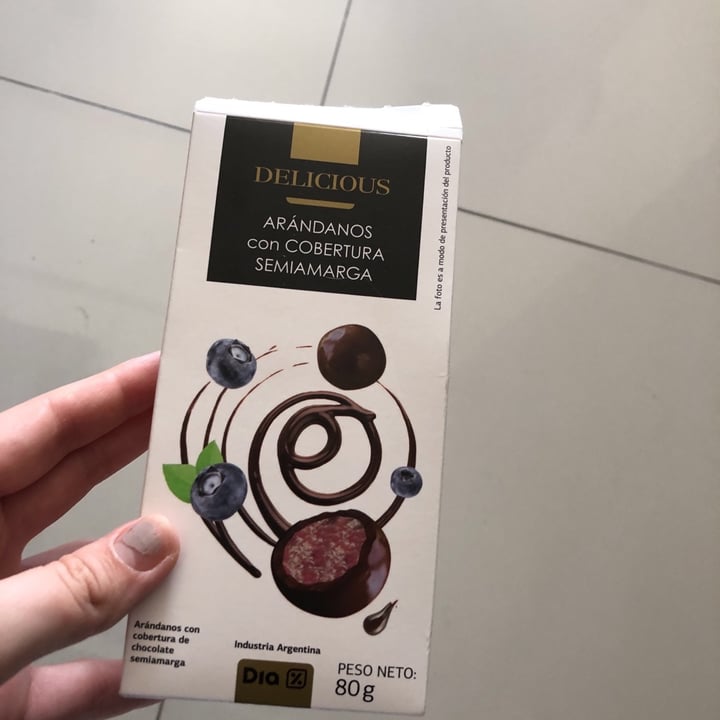 DELICIOUS
ARÁNDANOS
con COBERTURA
SEMIAMARGA
La foto es a modo de presentación del producto
Arándanos con
cobertura de
chocolate
semiamarga
Industria Argentina
Dia %
PESO NETO:
80g